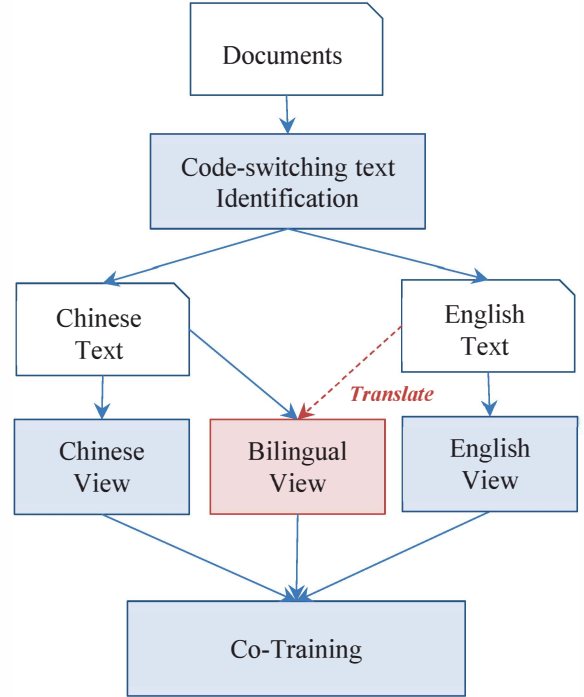 Documents
Code-switching text
Identification
Chinese
Text
English
Text
Translate
Chinese
View
Bilingual
View
English
View
Co-Training